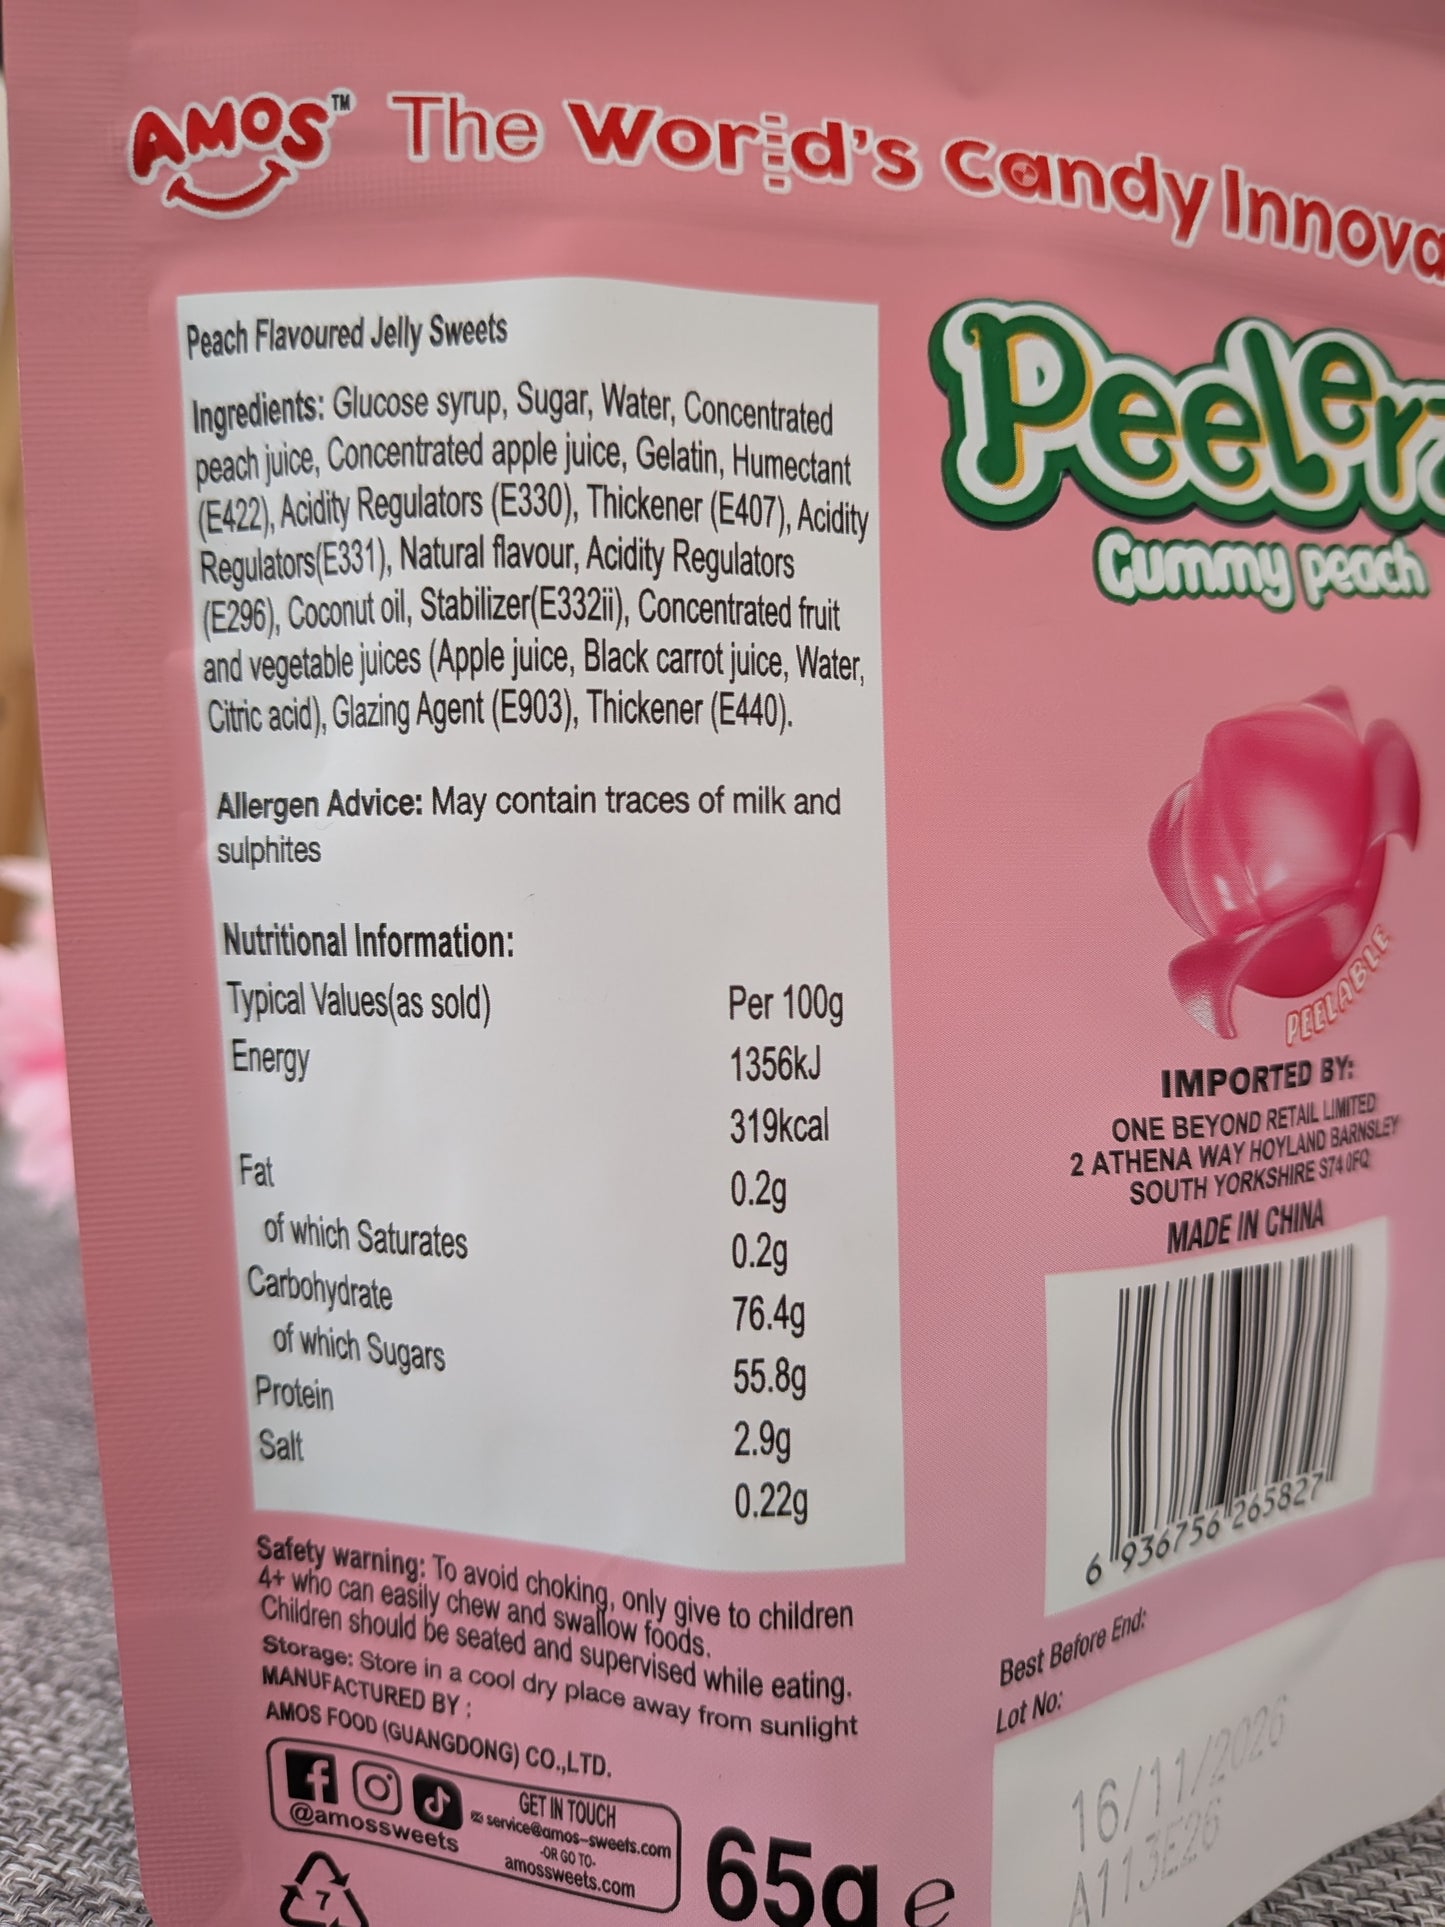 AMOS™ The World's Candy Innova
Peach Flavoured Jelly Sweets
Ingredients: Glucose syrup, Sugar, Water, Concentrated
peach juice, Concentrated apple juice, Gelatin, Humectant
(E422), Acidity Regulators (E330), Thickener (E407), Acidity
Regulators(E331), Natural flavour, Acidity Regulators
(E296), Coconut oil, Stabilizer(E332ii), Concentrated fruit
and vegetable juices (Apple juice, Black carrot juice, Water,
Citric acid), Glazing Agent (E903), Thickener (E440).
Allergen Advice: May contain traces of milk and
sulphites
Nutritional Information:
Typical Values(as sold) Per 100g
Energy 1356kJ
319kcal
Fat 0.2g
of which Saturates 0.2g
Carbohydrate 76.4g
of which Sugars 55.8g
Protein 2.9g
Salt 0.22g
Safety warning: To avoid choking, only give to children
4+ who can easily chew and swallow foods.
Children should be seated and supervised while eating.
Storage: Store in a cool dry place away from sunlight
MANUFACTURED BY :
AMOS FOOD (GUANGDONG) CO.,LTD.
@amossweets
GET IN TOUCH
service@amos-sweets.com
-OR GO TO-
amossweets.com
7
65g e
Peelerz
Gummy peach
PEELABLE
IMPORTED BY:
ONE BEYOND RETAIL LIMITED
2 ATHENA WAY HOYLAND BARNSLEY
SOUTH YORKSHIRE S74 0FQ
MADE IN CHINA
6 936756 265827
Best Before End:
Lot No:
16/11/2026
A113E26